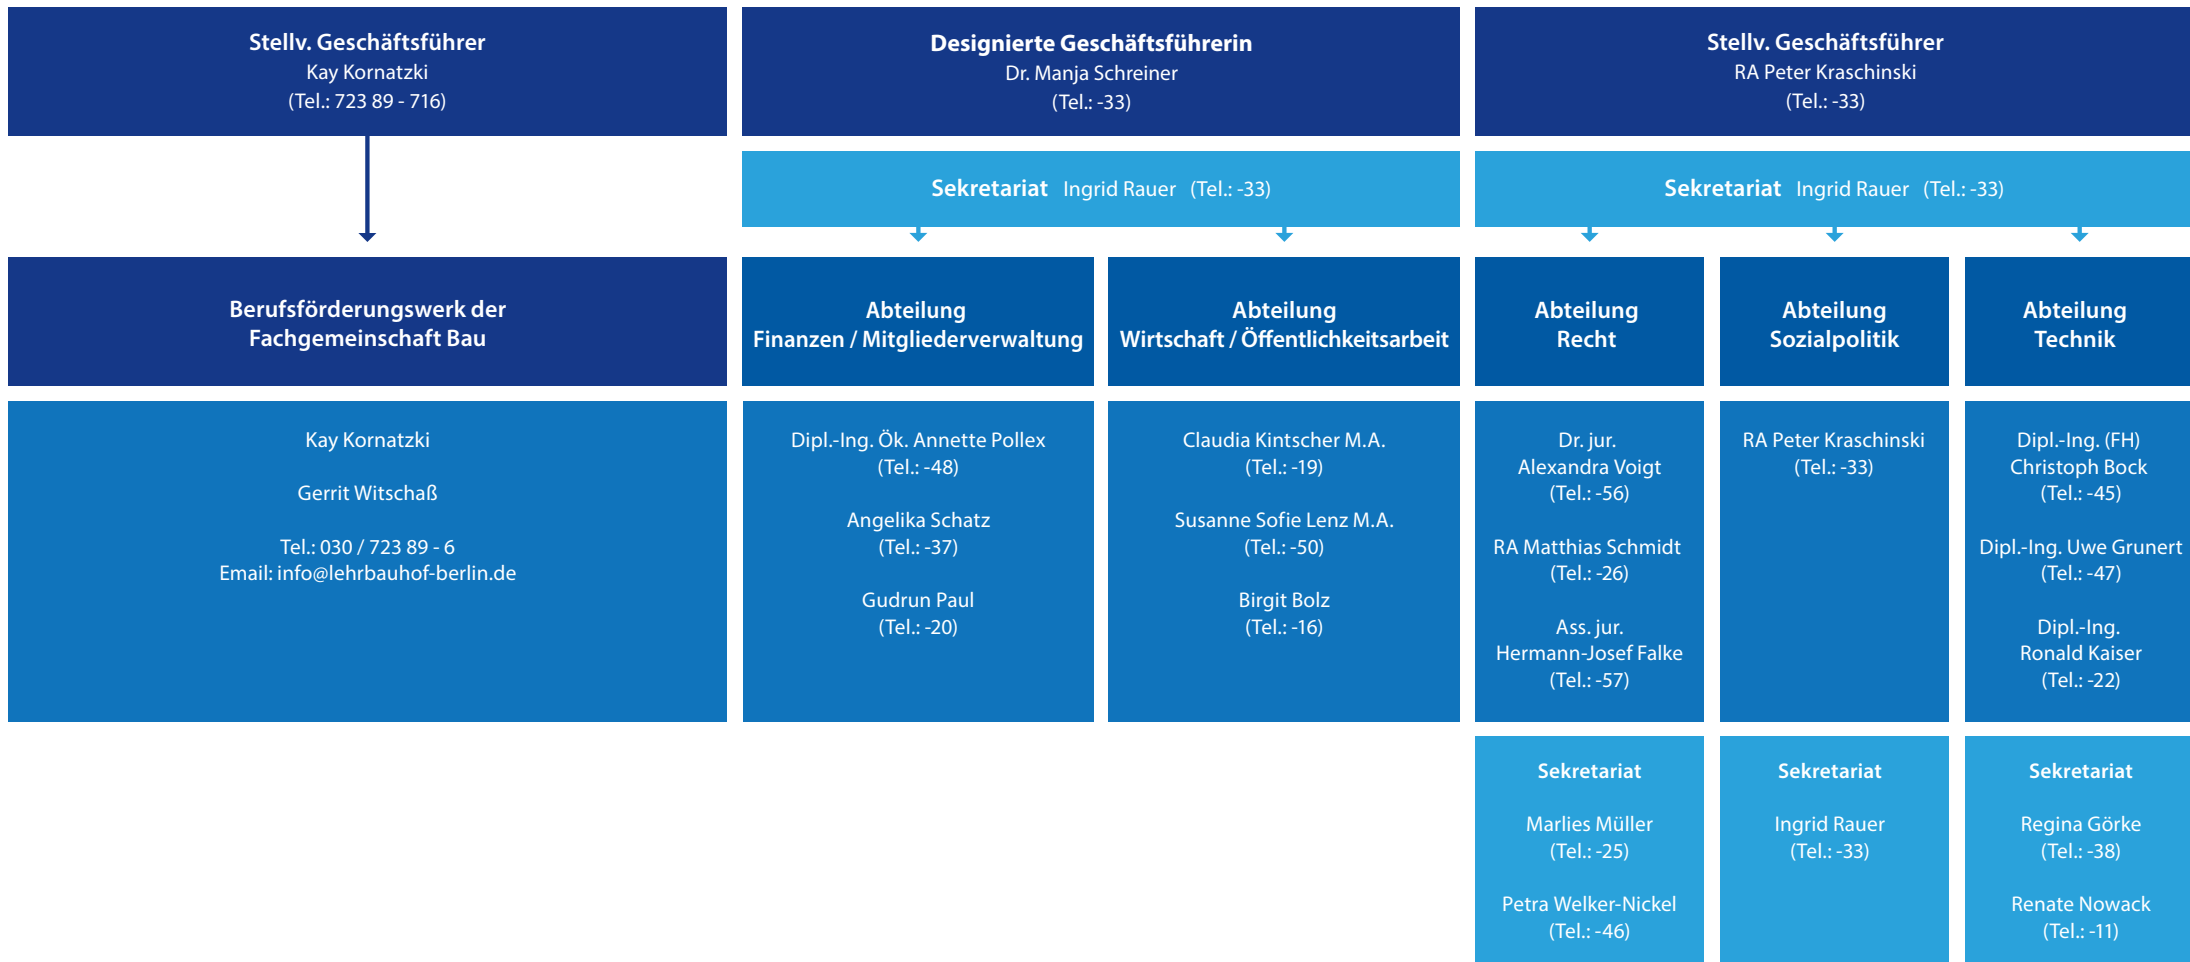 Stellv. Geschäftsführer
Kay Kornatzki
(Tel.: 723 89 - 716)
Designierte Geschäftsführerin
Dr. Manja Schreiner
(Tel.: -33)
Stellv. Geschäftsführer
RA Peter Kraschinski
(Tel.: -33)
Sekretariat Ingrid Rauer (Tel.: -33)
Sekretariat Ingrid Rauer (Tel.: -33)
Berufsförderungswerk der
Fachgemeinschaft Bau
Abteilung
Finanzen / Mitgliederverwaltung
Abteilung
Wirtschaft / Öffentlichkeitsarbeit
Abteilung
Recht
Abteilung
Sozialpolitik
Abteilung
Technik
Kay Kornatzki
Gerrit Witschaß
Tel.: 030 / 723 89 - 6
Email: info@lehrbauhof-berlin.de
Dipl.-Ing. Ök. Annette Pollex
(Tel.: -48)
Angelika Schatz
(Tel.: -37)
Gudrun Paul
(Tel.: -20)
Claudia Kintscher M.A.
(Tel.: -19)
Susanne Sofie Lenz M.A.
(Tel.: -50)
Birgit Bolz
(Tel.: -16)
Dr. jur.
Alexandra Voigt
(Tel.: -56)
RA Matthias Schmidt
(Tel.: -26)
Ass. jur.
Hermann-Josef Falke
(Tel.: -57)
RA Peter Kraschinski
(Tel.: -33)
Dipl.-Ing. (FH)
Christoph Bock
(Tel.: -45)
Dipl.-Ing. Uwe Grunert
(Tel.: -47)
Dipl.-Ing.
Ronald Kaiser
(Tel.: -22)
Sekretariat
Marlies Müller
(Tel.: -25)
Petra Welker-Nickel
(Tel.: -46)
Sekretariat
Ingrid Rauer
(Tel.: -33)
Sekretariat
Regina Görke
(Tel.: -38)
Renate Nowack
(Tel.: -11)